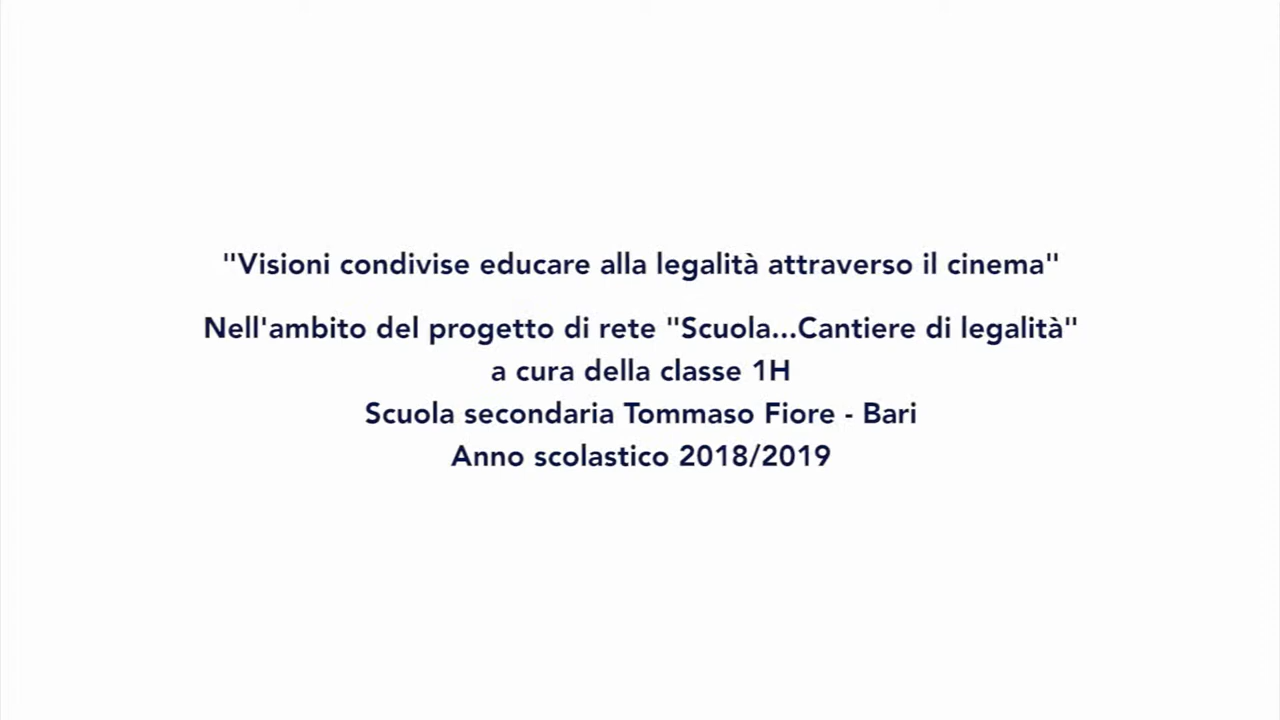 "Visioni condivise educare alla legalità attraverso il cinema"
Nell'ambito del progetto di rete "Scuola...Cantiere di legalità"
a cura della classe 1H
Scuola secondaria Tommaso Fiore - Bari
Anno scolastico 2018/2019